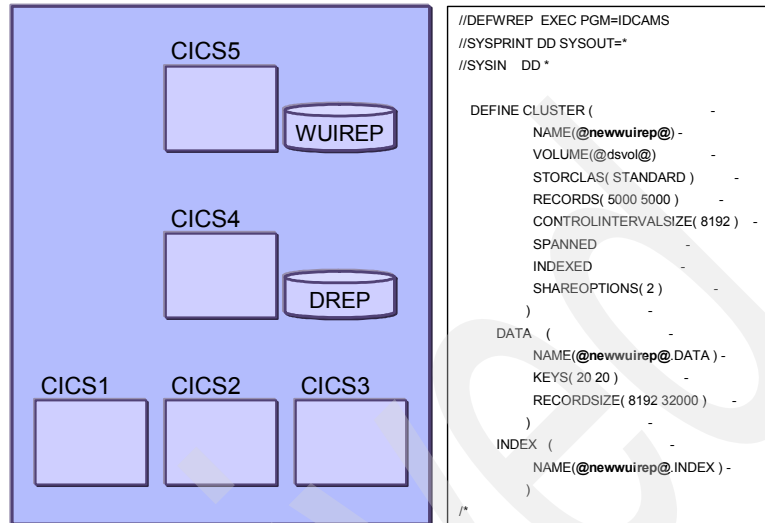 CICS5
WUIREP
CICS4
DREP
CICS1 CICS2 CICS3
//DEFWREP EXEC PGM=IDCAMS
//SYSPRINT DD SYSOUT=*
//SYSIN DD *
DEFINE CLUSTER ( -
NAME(@newwuirep@) -
VOLUME(@dsvol@) -
STORCLAS( STANDARD ) -
RECORDS( 5000 5000 ) -
CONTROLINTERVALSIZE( 8192 ) -
SPANNED -
INDEXED -
SHAREOPTIONS( 2 ) -
) -
DATA ( -
NAME(@newwuirep@.DATA ) -
KEYS( 20 20 ) -
RECORDSIZE( 8192 32000 ) -
) -
INDEX ( -
NAME(@newwuirep@.INDEX ) -
)
/*